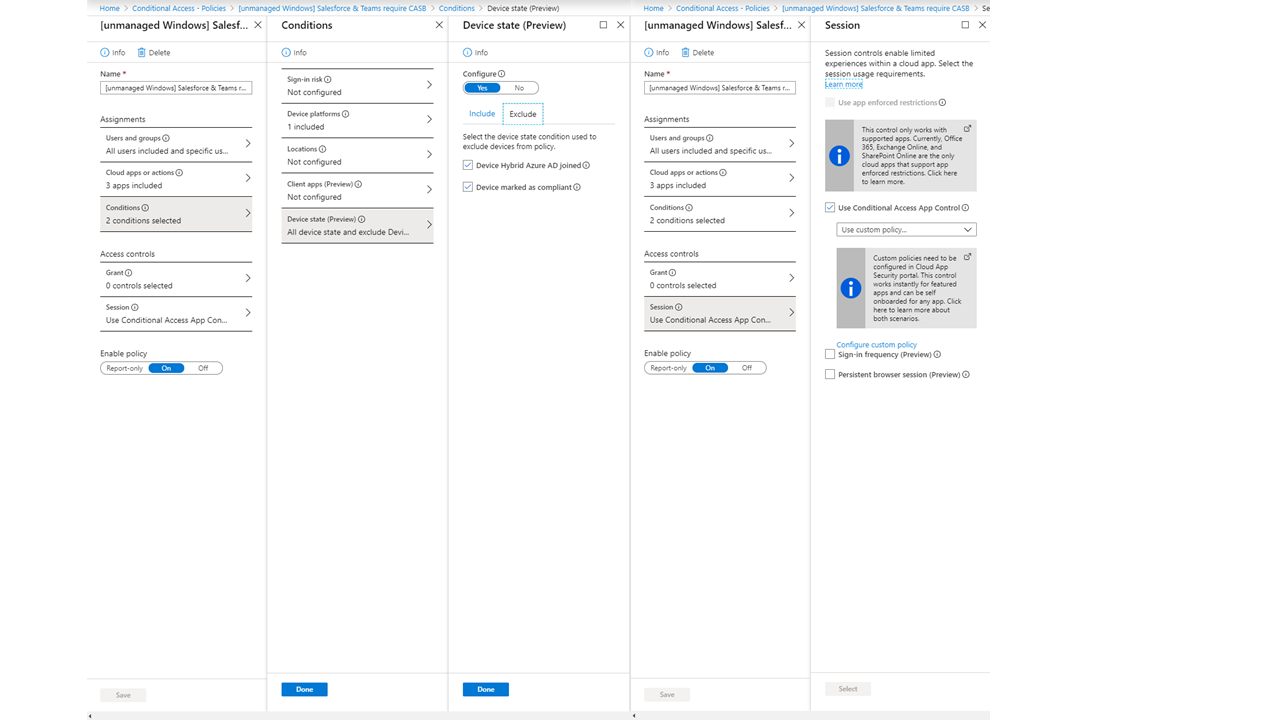 Home > Conditional Access - Policies > [unmanaged Windows] Salesforce & Teams require CASB > Conditions > Device state (Preview)
[unmanaged Windows] Salesf...
Info
Delete
Name *
[unmanaged Windows] Salesforce & Teams r...
Assignments
Users and groups
All users included and specific us...
Cloud apps or actions
3 apps included
Conditions
2 conditions selected
Access controls
Grant
0 controls selected
Session
Use Conditional Access App Con...
Enable policy
Report-only On Off
Save
Conditions
Info
Sign-in risk
Not configured
Device platforms
1 included
Locations
Not configured
Client apps (Preview)
Not configured
Device state (Preview)
All device state and exclude Devi...
Done
Device state (Preview)
Info
Configure
Yes No
Include Exclude
Select the device state condition used to
exclude devices from policy.
Device Hybrid Azure AD joined
Device marked as compliant
Done
Home > Conditional Access - Policies > [unmanaged Windows] Salesforce & Teams require CASB > Se
[unmanaged Windows] Salesf...
Info
Delete
Name *
[unmanaged Windows] Salesforce & Teams r...
Assignments
Users and groups
All users included and specific us...
Cloud apps or actions
3 apps included
Conditions
2 conditions selected
Access controls
Grant
0 controls selected
Session
Use Conditional Access App Con...
Enable policy
Report-only On Off
Save
Session
Session controls enable limited
experiences within a cloud app. Select the
session usage requirements.
Learn more
Use app enforced restrictions
This control only works with
supported apps. Currently, Office
365, Exchange Online, and
SharePoint Online are the only
cloud apps that support app
enforced restrictions. Click here
to learn more.
Use Conditional Access App Control
Use custom policy...
Custom policies need to be
configured in Cloud App
Security portal. This control
works instantly for featured
apps and can be self
onboarded for any app. Click
here to learn more about
both scenarios.
Configure custom policy
Sign-in frequency (Preview)
Persistent browser session (Preview)
Select